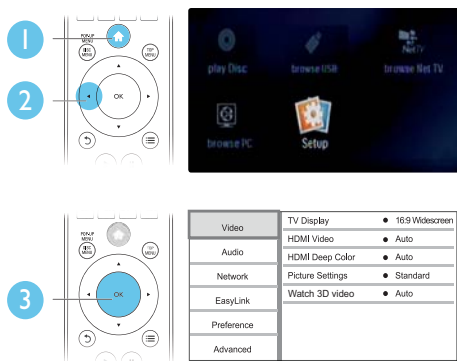 1
POP-UP MENU
DISC MENU
TOP MENU
2
OK
play Disc
browse USB
Net TV
browse Net TV
browse PC
Setup
POP-UP MENU
DISC MENU
TOP MENU
3
OK
Video
Audio
Network
EasyLink
Preference
Advanced
TV Display ● 16:9 Widescreen
HDMI Video ● Auto
HDMI Deep Color ● Auto
Picture Settings ● Standard
Watch 3D video ● Auto